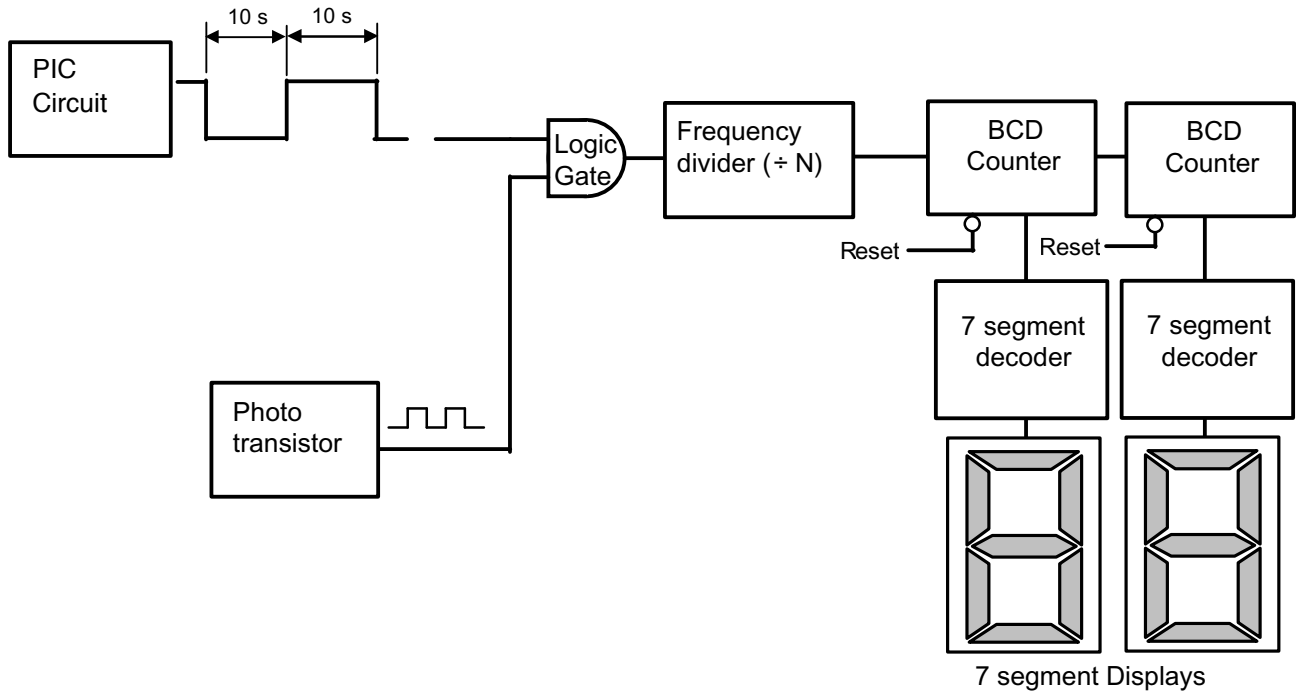 10 s
10 s
PIC
Circuit
Logic
Gate
Frequency
divider (÷ N)
BCD
Counter
BCD
Counter
Reset
Reset
7 segment
decoder
7 segment
decoder
Photo
transistor
7 segment Displays